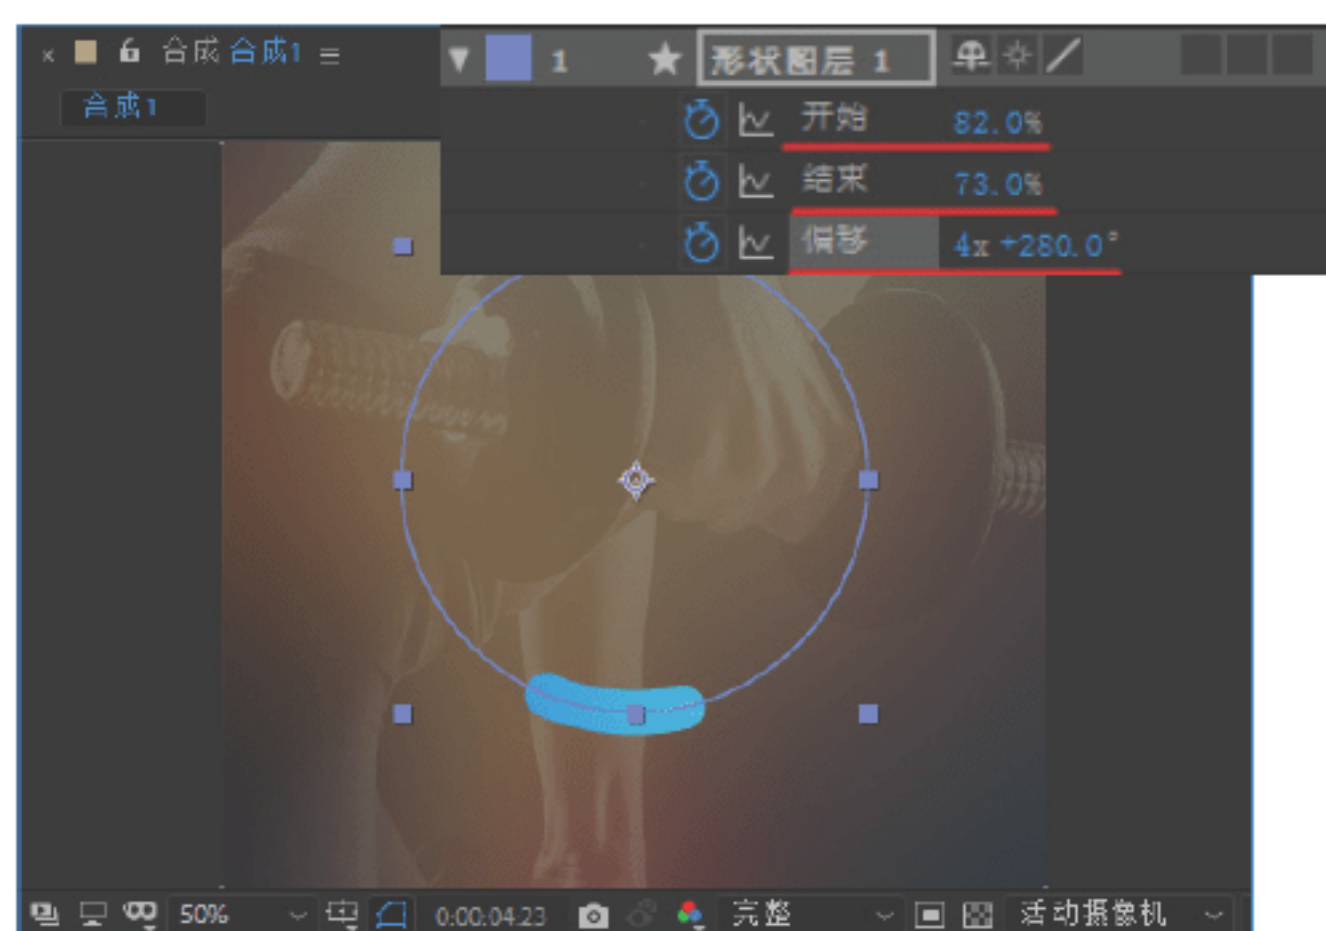 合成 合成1
合成1
1 形状图层 1
开始 82.0%
结束 73.0%
偏移 4x +280.0°
50% 0:00:04:23 完整 活动摄像机